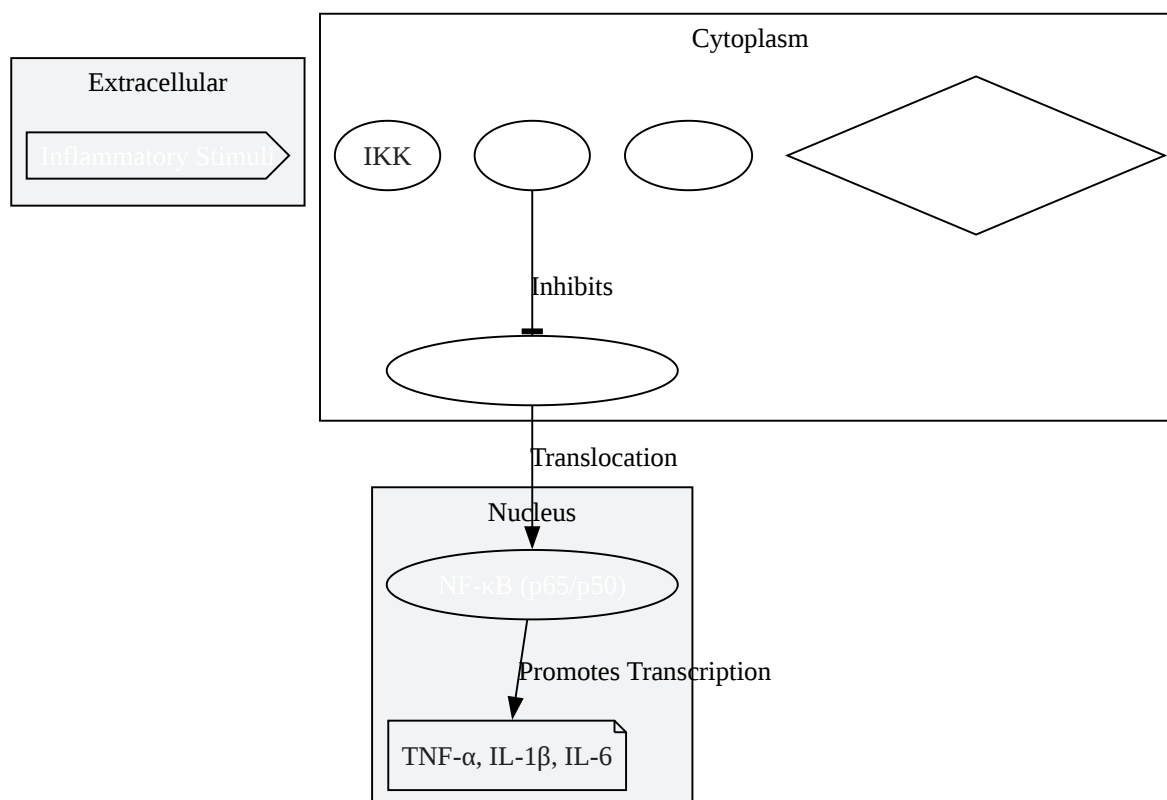 Cytoplasm
Extracellular
Inflammatory Stimuli
IKK
Inhibits
Translocation
Nucleus
NF-κB (p65/p50)
Promotes Transcription
TNF-α, IL-1β, IL-6